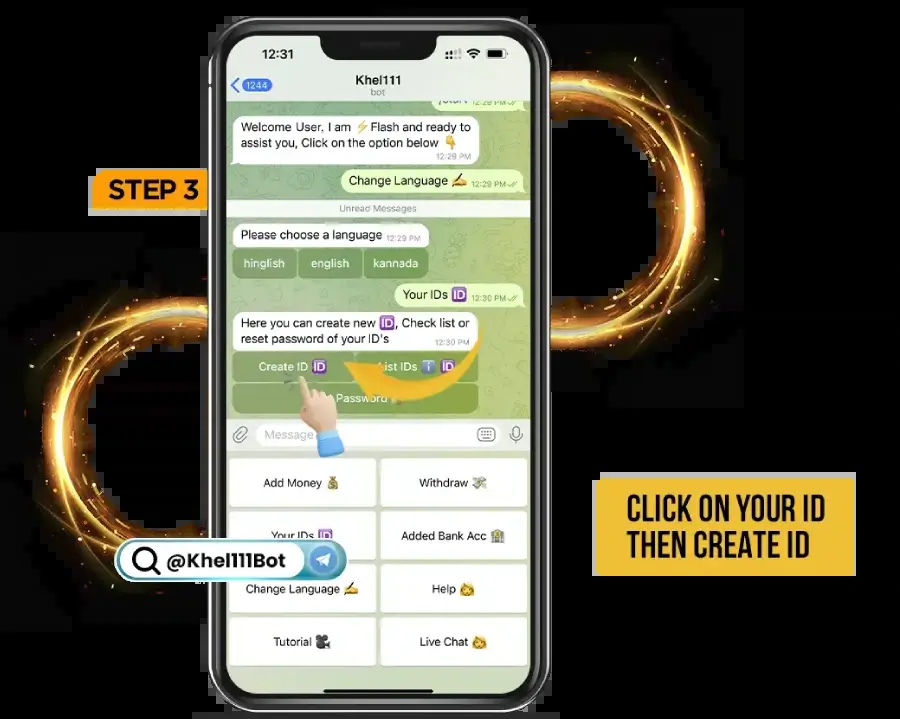 12:31
1244
Khel111
bot
12:29 PM
Welcome User, I am ⚡Flash and ready to
assist you, Click on the option below 👇
12:29 PM
STEP 3
Change Language ✍️ 12:29 PM
Unread Messages
Please choose a language 12:29 PM
hinglish english kannada
Your IDs 🆔 12:30 PM
Here you can create new 🆔, Check list or
reset password of your ID's
12:30 PM
Create ID 🆔 List IDs ℹ️ 🆔
Password
Message
Add Money 💰 Withdraw 💸
CLICK ON YOUR ID
THEN CREATE ID
Your IDs 🆔 Added Bank Acc 🏦
@Khel111Bot
Change Language ✍️ Help 🙋
Tutorial 🎥 Live Chat 🙋